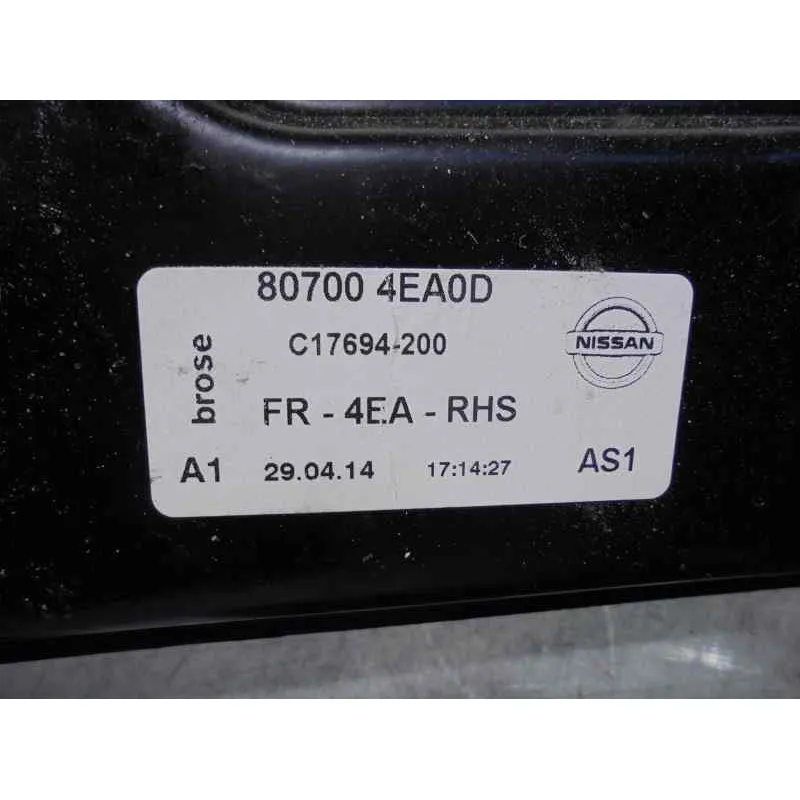 80700 4EA0D
brose
C17694-200
NISSAN
FR - 4EA - RHS
A1 29.04.14 17:14:27 AS1